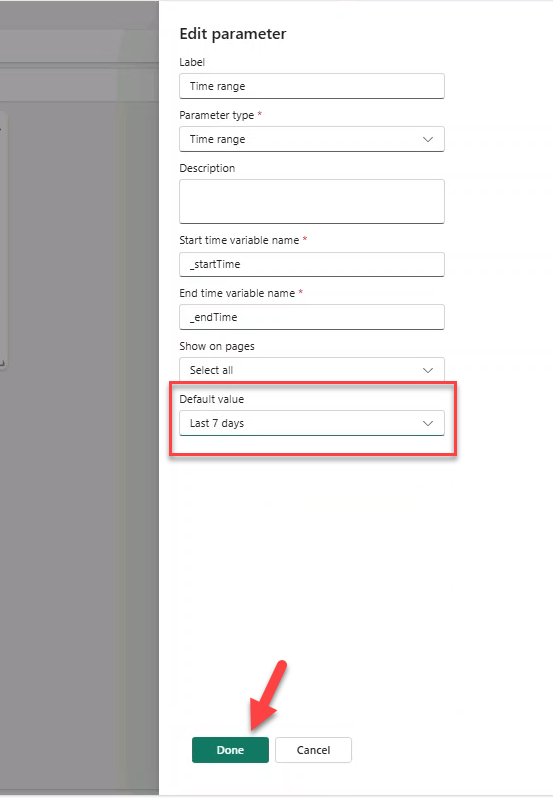 Edit parameter
Label
Time range
Parameter type *
Time range
Description
Start time variable name *
_startTime
End time variable name *
_endTime
Show on pages
Select all
Default value
Last 7 days
Done Cancel